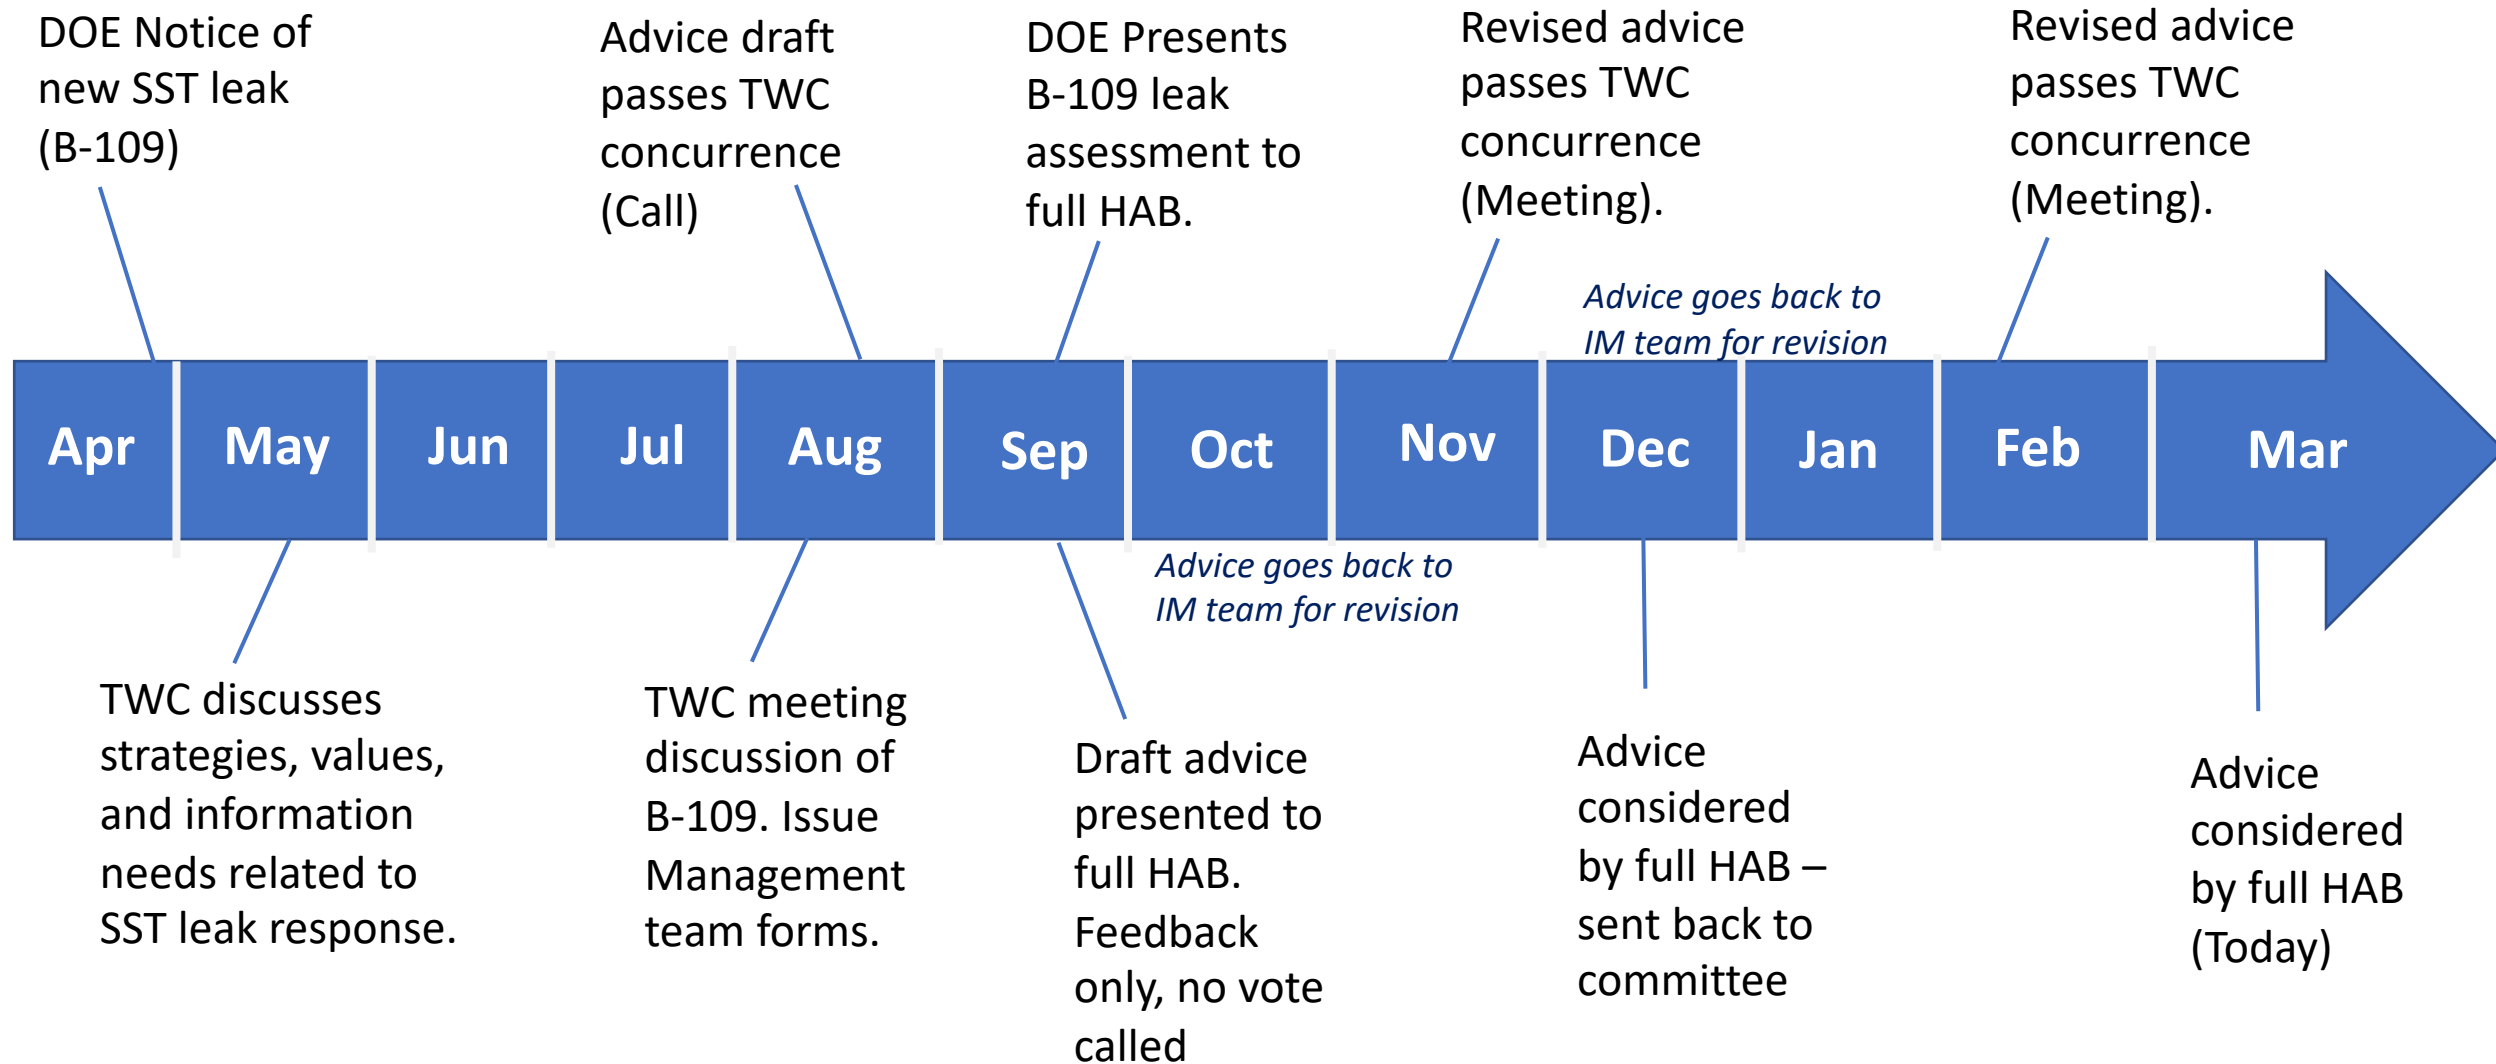 DOE Notice of
new SST leak
(B-109)
Advice draft
passes TWC
concurrence
(Call)
DOE Presents
B-109 leak
assessment to
full HAB.
Revised advice
passes TWC
concurrence
(Meeting).
Revised advice
passes TWC
concurrence
(Meeting).
Advice goes back to
IM team for revision
Apr
May
Jun
Jul
Aug
Sep
Oct
Nov
Dec
Jan
Feb
Mar
Advice goes back to
IM team for revision
TWC discusses
strategies, values,
and information
needs related to
SST leak response.
TWC meeting
discussion of
B-109. Issue
Management
team forms.
Draft advice
presented to
full HAB.
Feedback
only, no vote
called
Advice
considered
by full HAB –
sent back to
committee
Advice
considered
by full HAB
(Today)